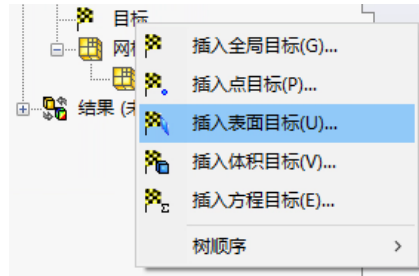 目标
网
结果 (未
插入全局目标(G)...
插入点目标(P)...
插入表面目标(U)...
插入体积目标(V)...
插入方程目标(E)...
树顺序